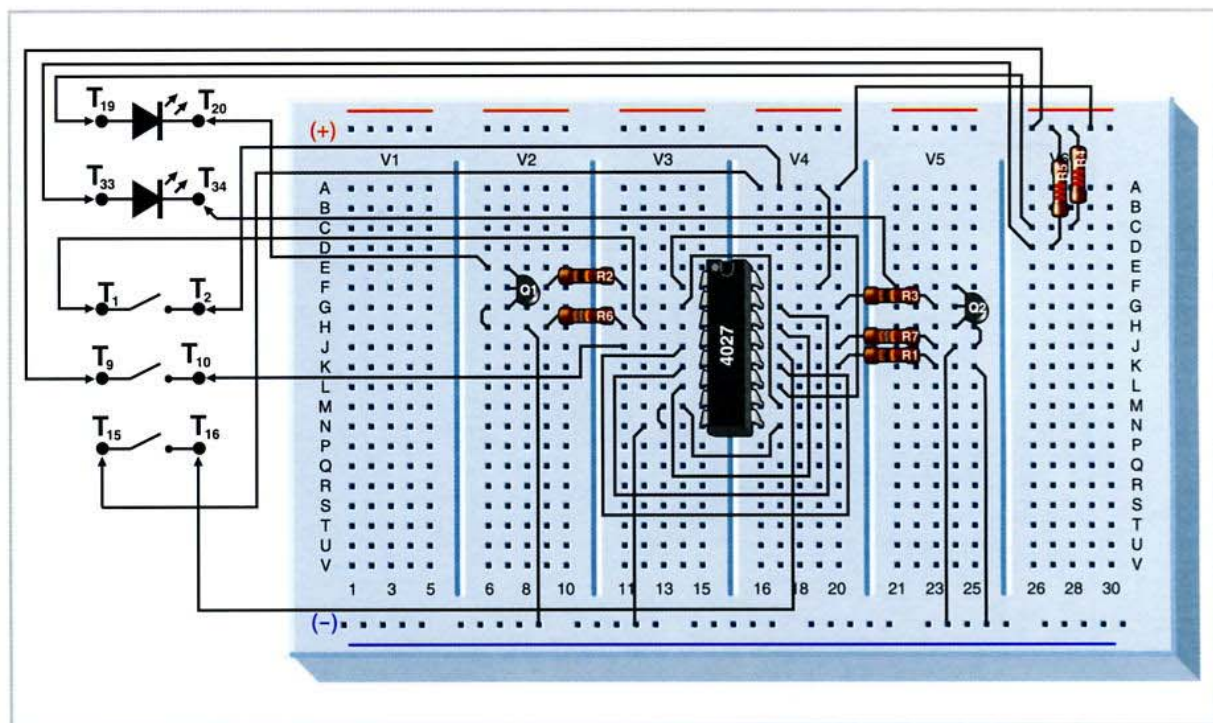 T19 T20
(+)
V1 V2 V3 V4 V5
T33 T34
R5 R4
A A
B B
C C
D D
E E
F F
G G
H H
J J
K K
L L
M M
N N
P P
Q Q
R R
S S
T T
U U
V V
Q1 R2
R6
T1 T2
4027
R3
Q2
R7
R1
T9 T10
T15 T16
1 3 5 6 8 10 11 13 15 16 18 20 21 23 25 26 28 30
(-)